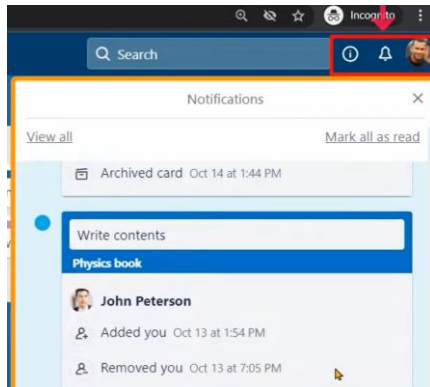 Incognito
Search
Notifications
View all
Mark all as read
Archived card Oct 14 at 1:44 PM
Write contents
Physics book
John Peterson
Added you Oct 13 at 1:54 PM
Removed you Oct 13 at 7:05 PM